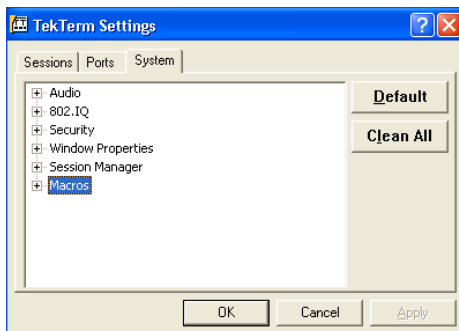 TekTerm Settings
Sessions Ports System
Audio
802.IQ
Security
Window Properties
Session Manager
Macros
Default
Clean All
OK Cancel Apply